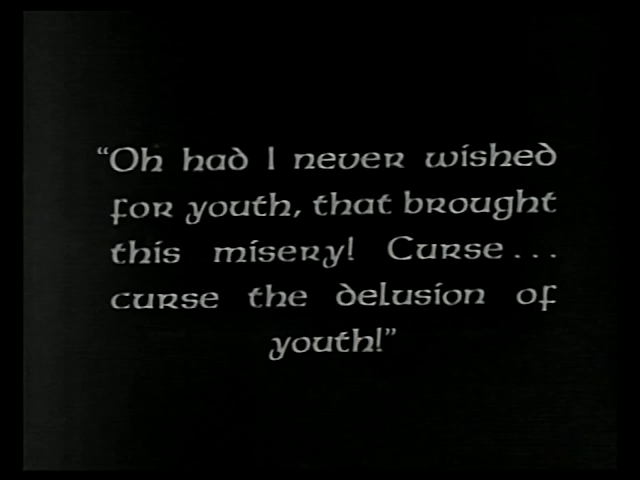 “Oh had I never wished
for youth, that brought
this misery! Curse...
curse the delusion of
youth!”